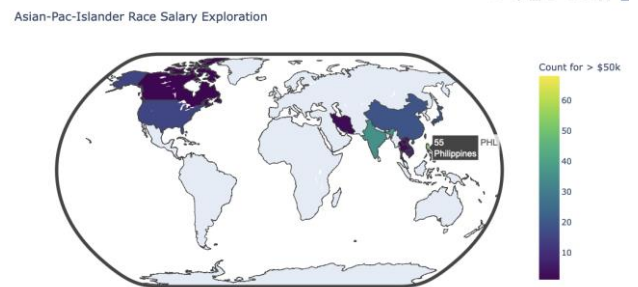 Asian-Pac-Islander Race Salary Exploration
Count for > $50k
60
50
40
30
20
10
55
Philippines
PHL